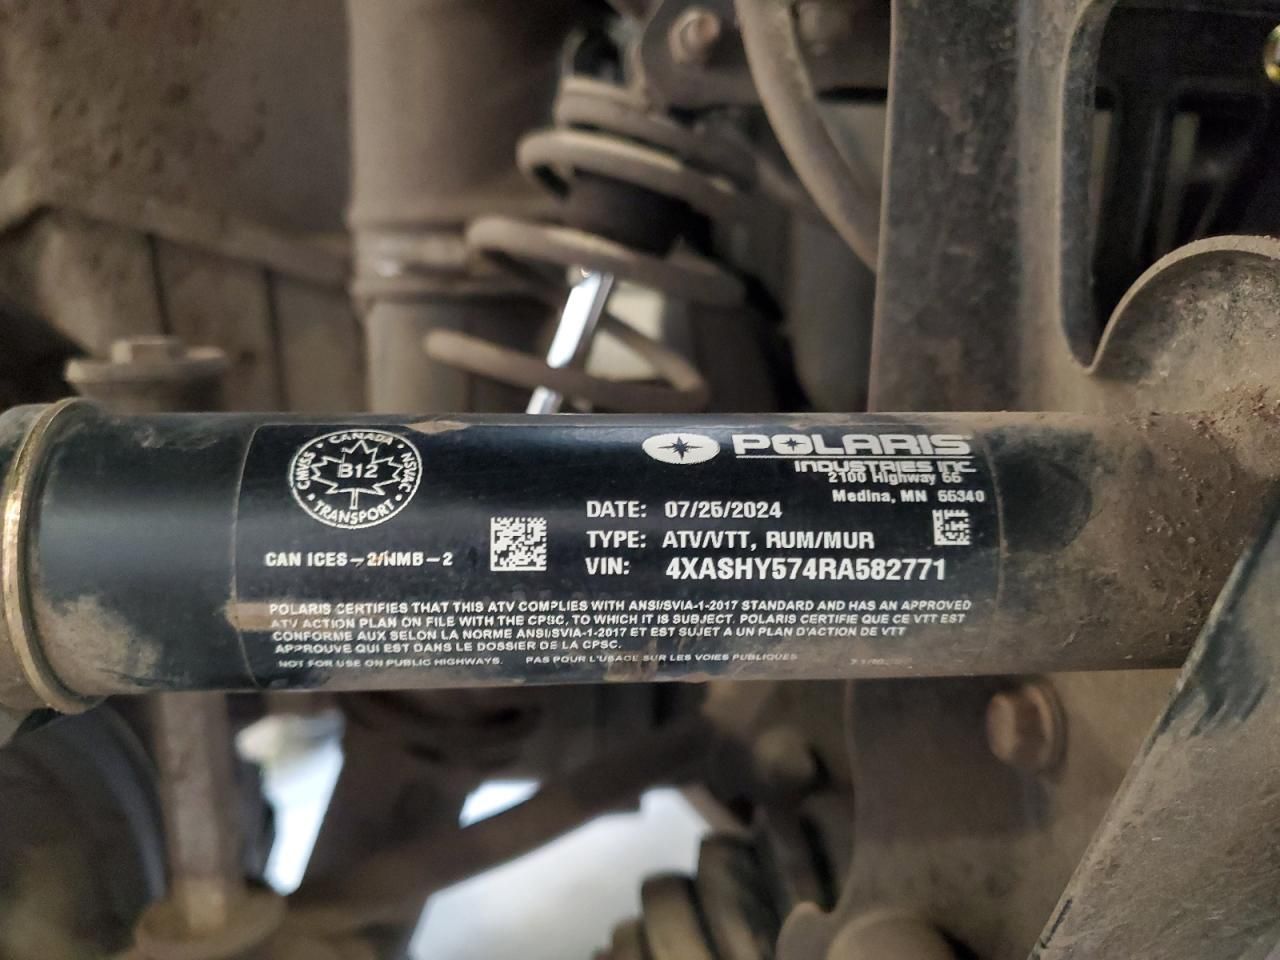 CANADA
CMVSS
B12
NSVAC
TRANSPORT
CAN ICES-2/NMB-2
POLARIS
INDUSTRIES INC.
2100 Highway 55
Medina, MN 55340
DATE: 07/25/2024
TYPE: ATV/VTT, RUM/MUR
VIN: 4XASHY574RA582771
POLARIS CERTIFIES THAT THIS ATV COMPLIES WITH ANSI/SVIA-1-2017 STANDARD AND HAS AN APPROVED
ATV ACTION PLAN ON FILE WITH THE CPSC, TO WHICH IT IS SUBJECT. POLARIS CERTIFIE QUE CE VTT EST
CONFORME AUX SELON LA NORME ANSI/SVIA-1-2017 ET EST SUJET A UN PLAN D'ACTION DE VTT
APPROUVE QUI EST DANS LE DOSSIER DE LA CPSC.
NOT FOR USE ON PUBLIC HIGHWAYS. PAS POUR L'USAGE SUR LES VOIES PUBLIQUES